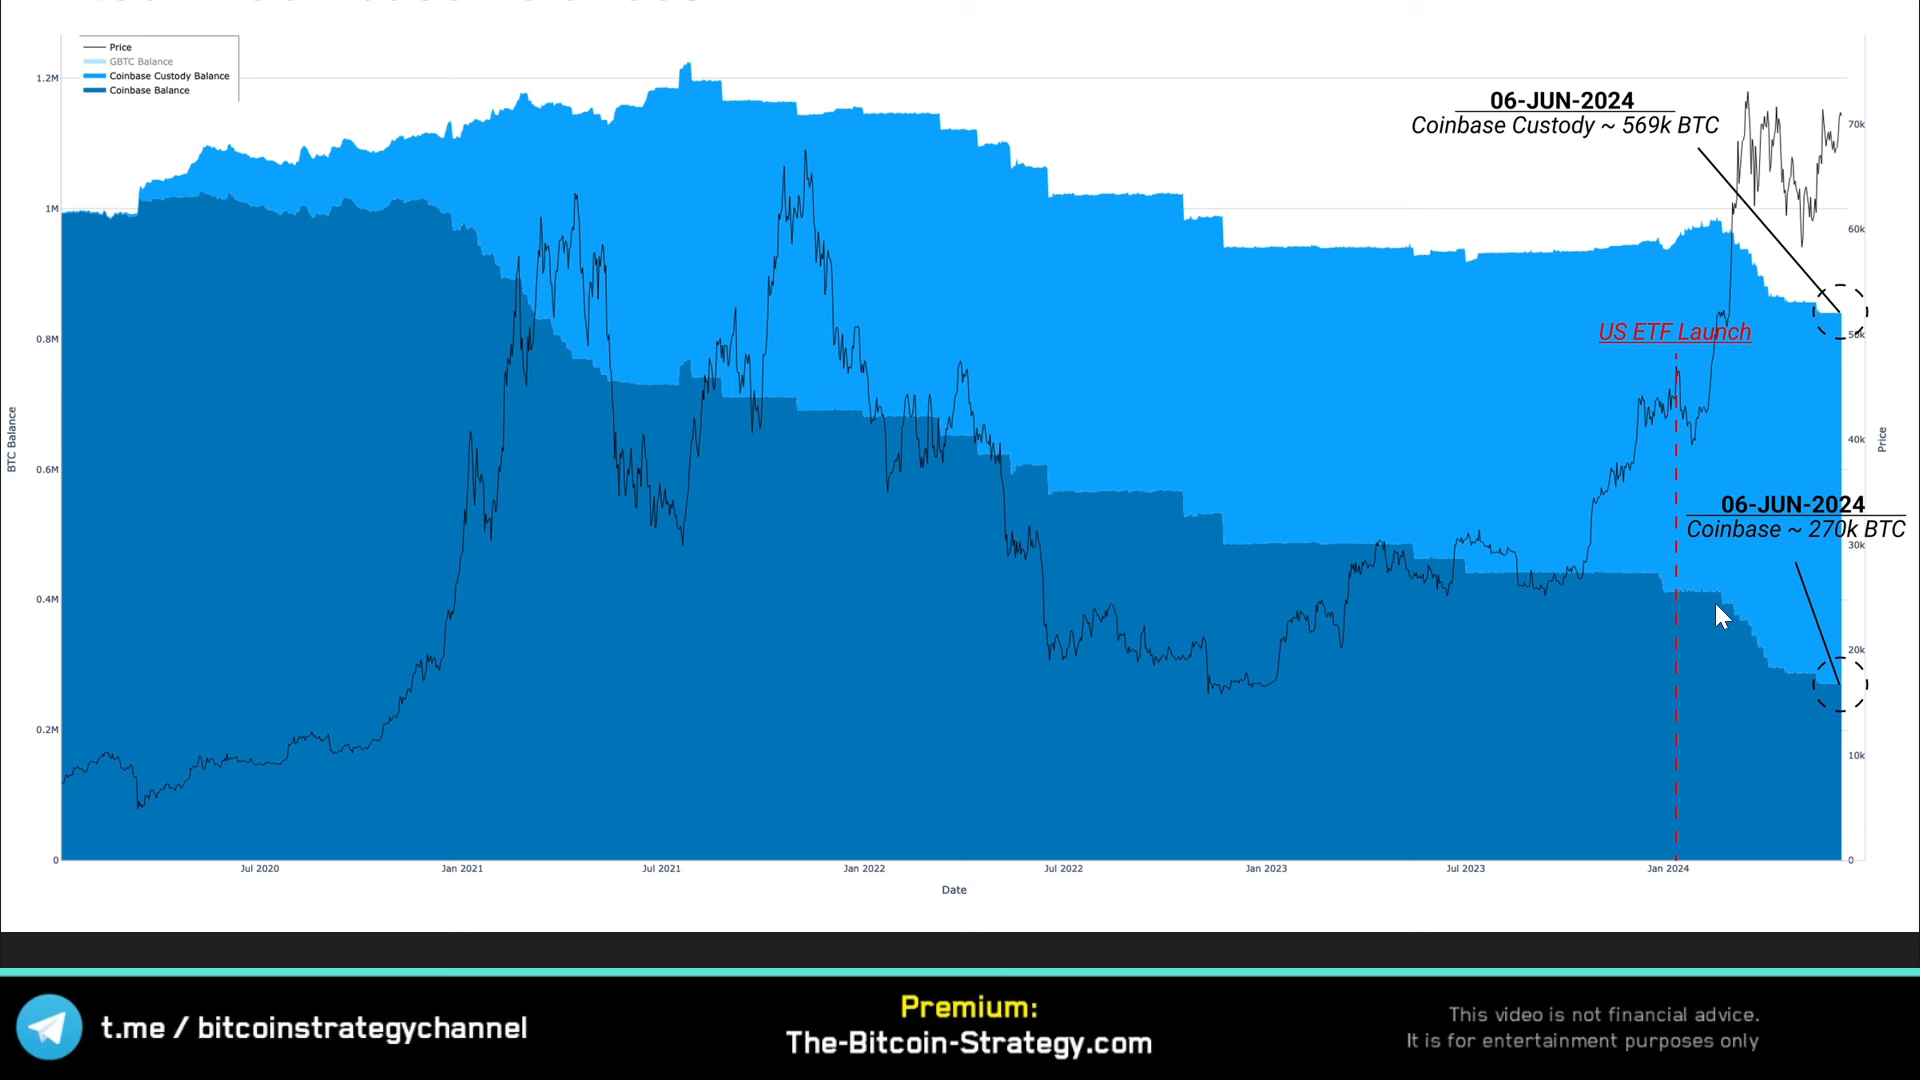 Price
GBTC Balance
Coinbase Custody Balance
Coinbase Balance
06-JUN-2024
Coinbase Custody ~ 569k BTC
US ETF Launch
06-JUN-2024
Coinbase ~ 270k BTC
BTC Balance
1.2M
1M
0.8M
0.6M
0.4M
0.2M
0
70k
60k
50k
40k
30k
20k
10k
0
Price
Jul 2020
Jan 2021
Jul 2021
Jan 2022
Jul 2022
Jan 2023
Jul 2023
Jan 2024
Date
t.me / bitcoinstrategychannel
Premium:
The-Bitcoin-Strategy.com
This video is not financial advice.
It is for entertainment purposes only